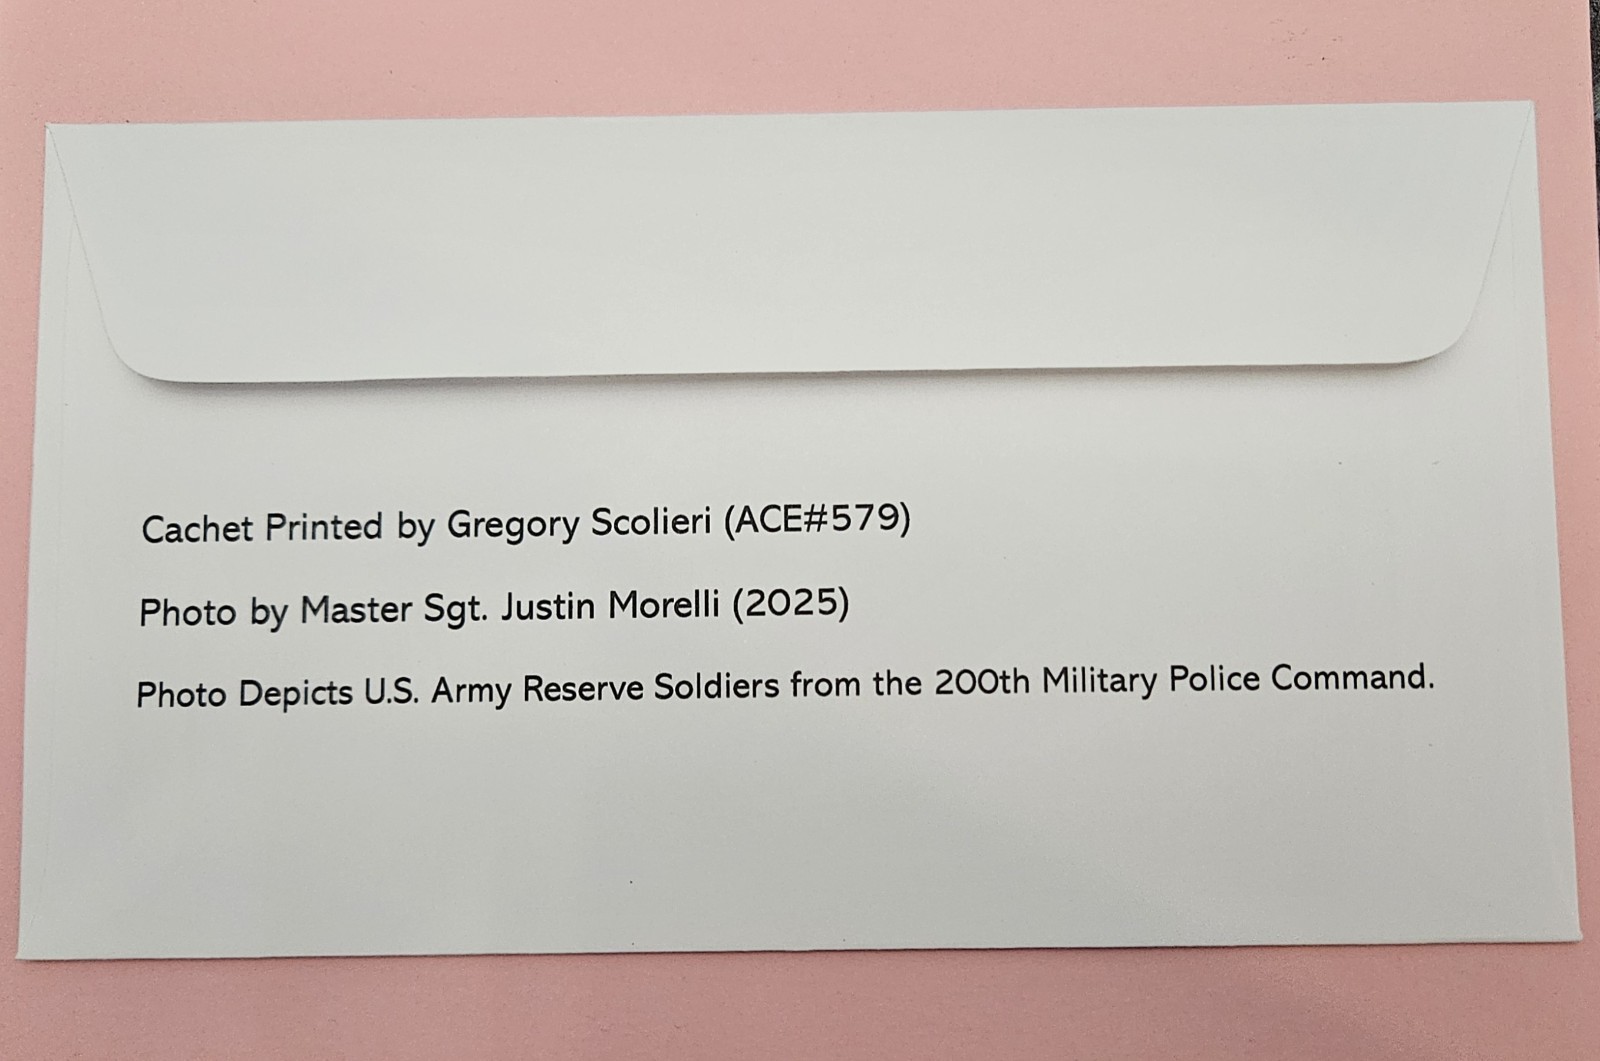 Cachet Printed by Gregory Scolieri (ACE#579)
Photo by Master Sgt. Justin Morelli (2025)
Photo Depicts U.S. Army Reserve Soldiers from the 200th Military Police Command.